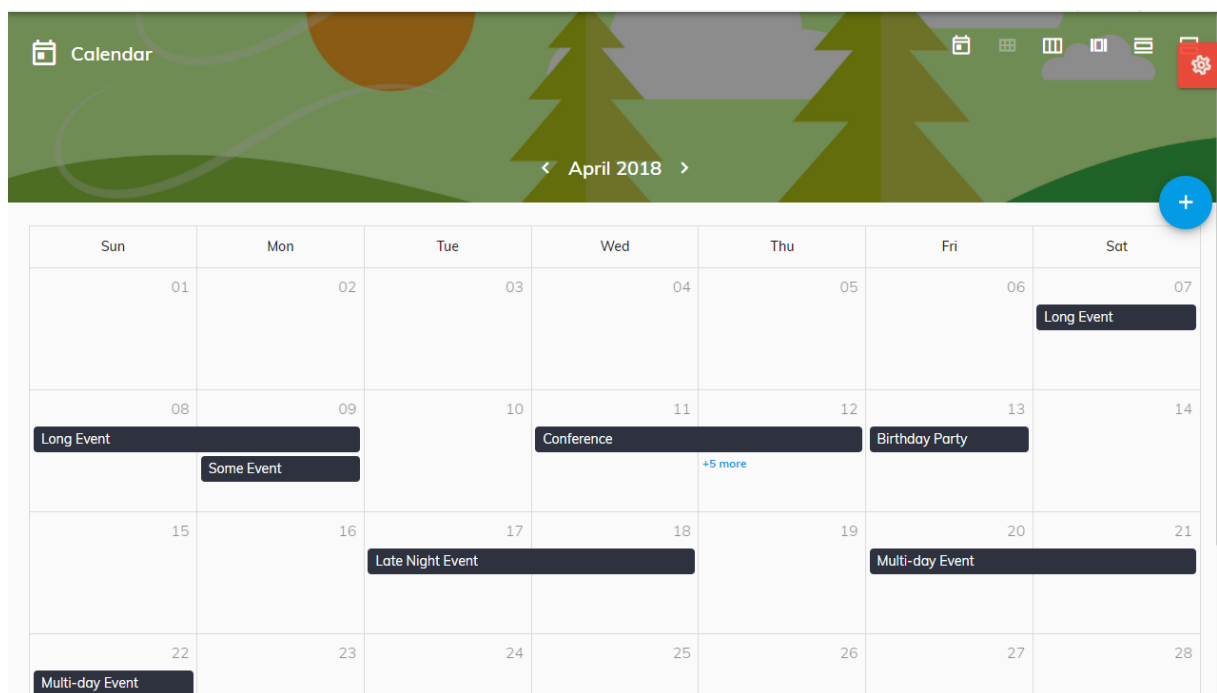 Calendar
April 2018
Sun Mon Tue Wed Thu Fri Sat
01 02 03 04 05 06 07
Long Event
08 09 10 11 12 13 14
Long Event Conference Birthday Party
Some Event +5 more
15 16 17 18 19 20 21
Late Night Event Multi-day Event
22 23 24 25 26 27 28
Multi-day Event